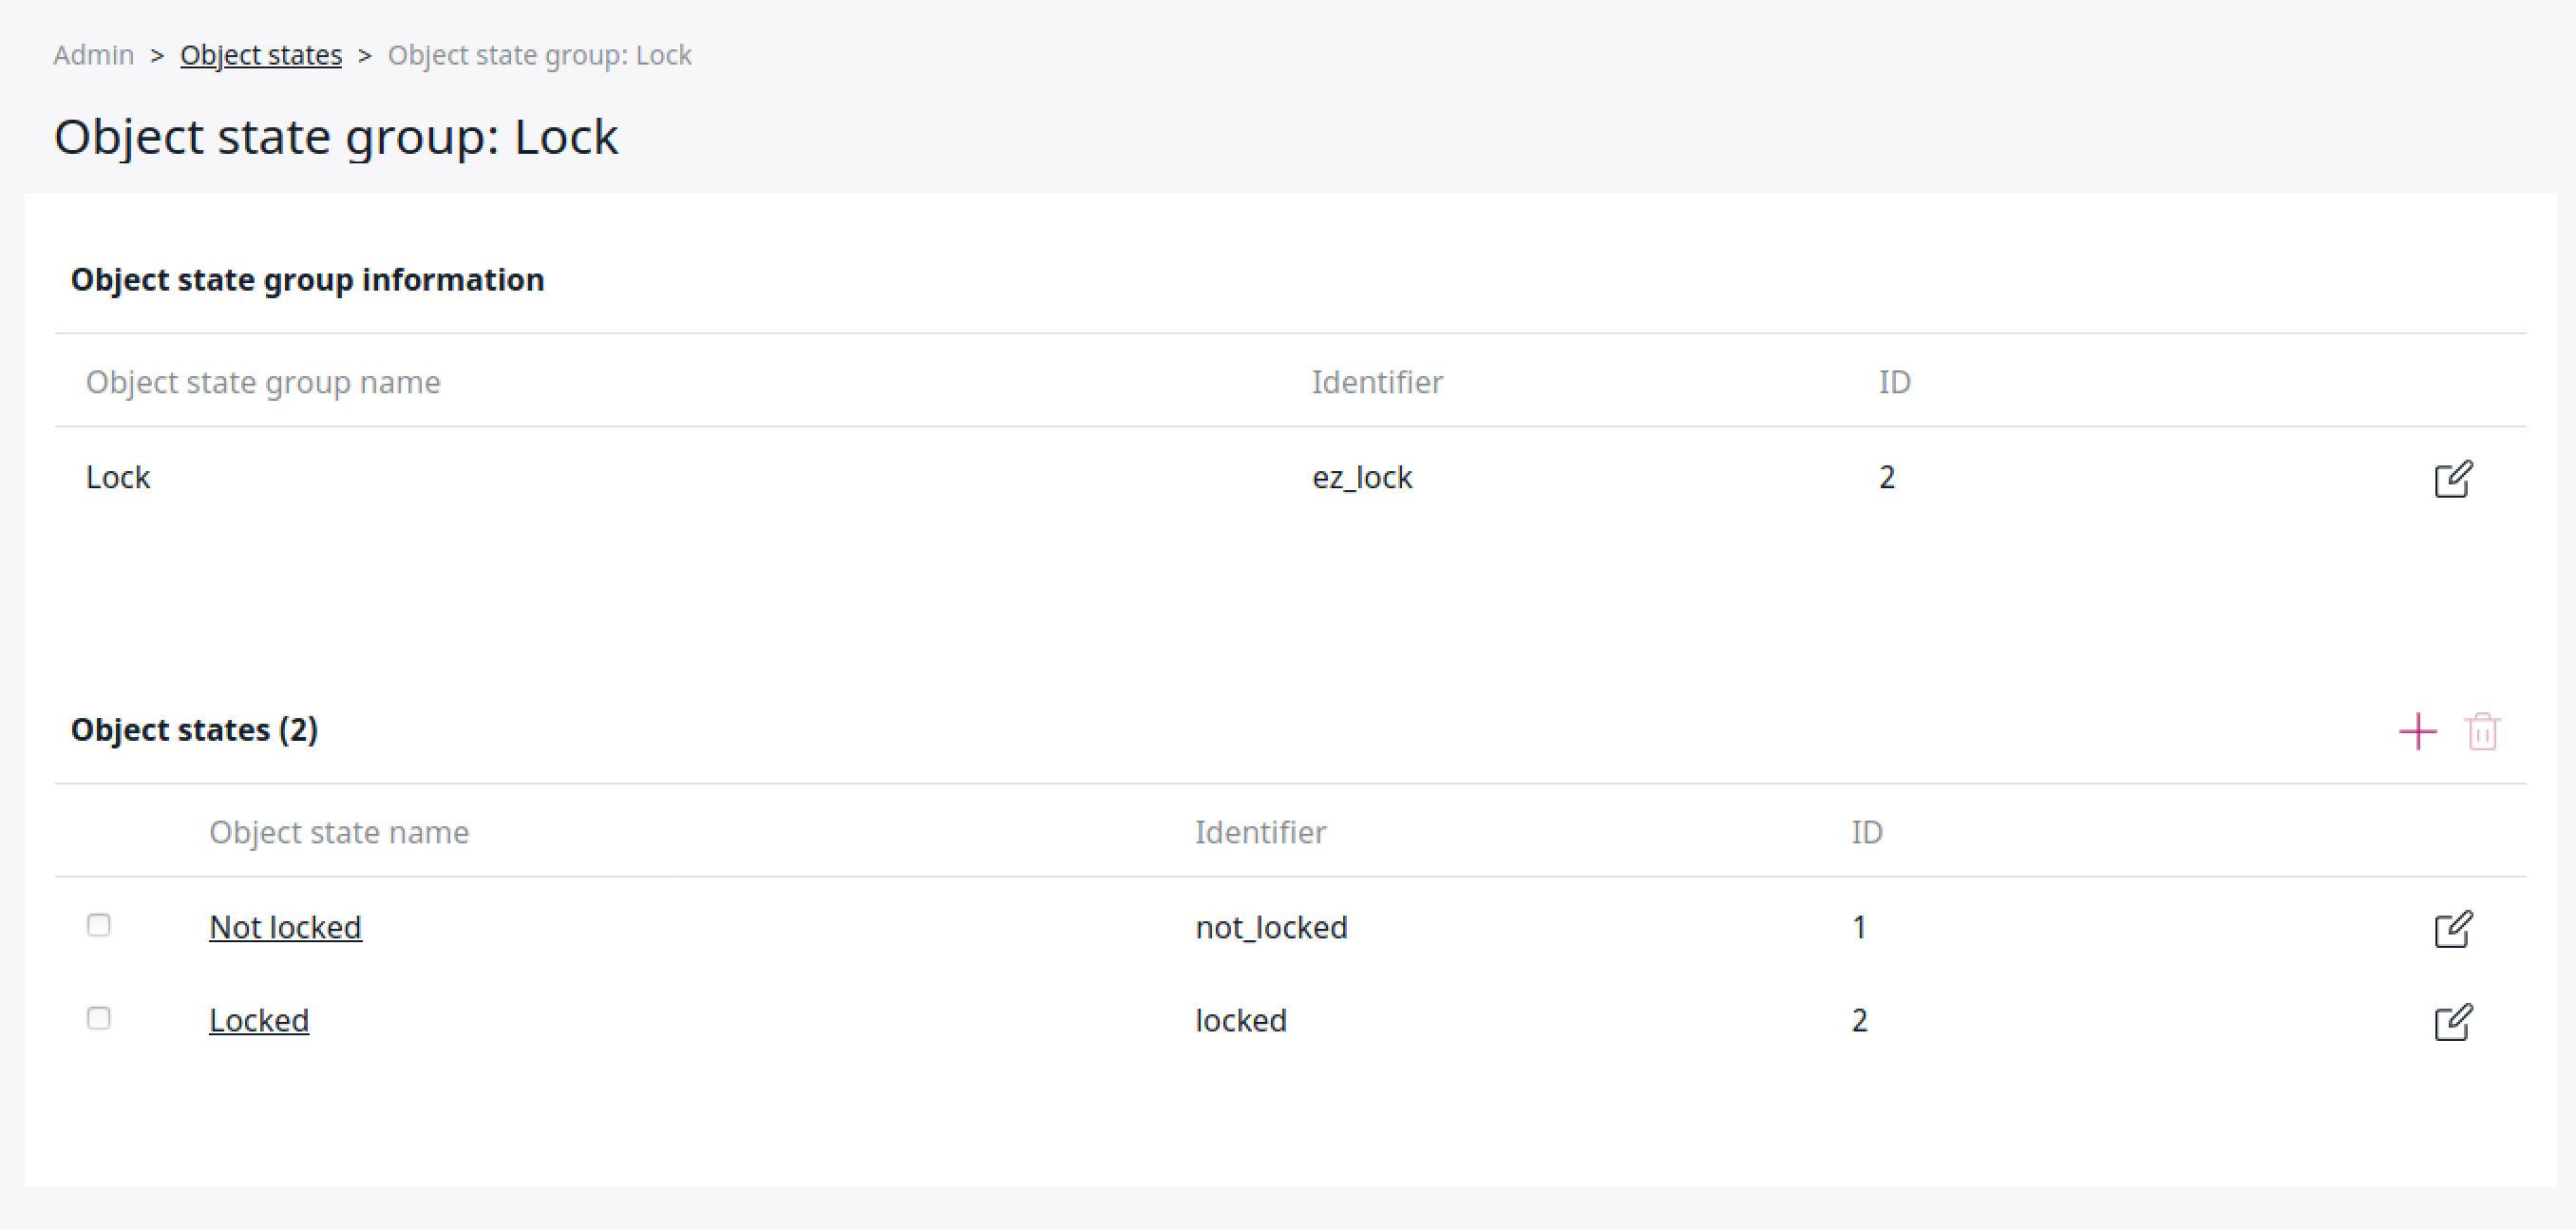 Admin > Object states > Object state group: Lock
Object state group: Lock
Object state group information
Object state group name Identifier ID
Lock ez_lock 2
Object states (2)
Object state name Identifier ID
Not locked not_locked 1
Locked locked 2